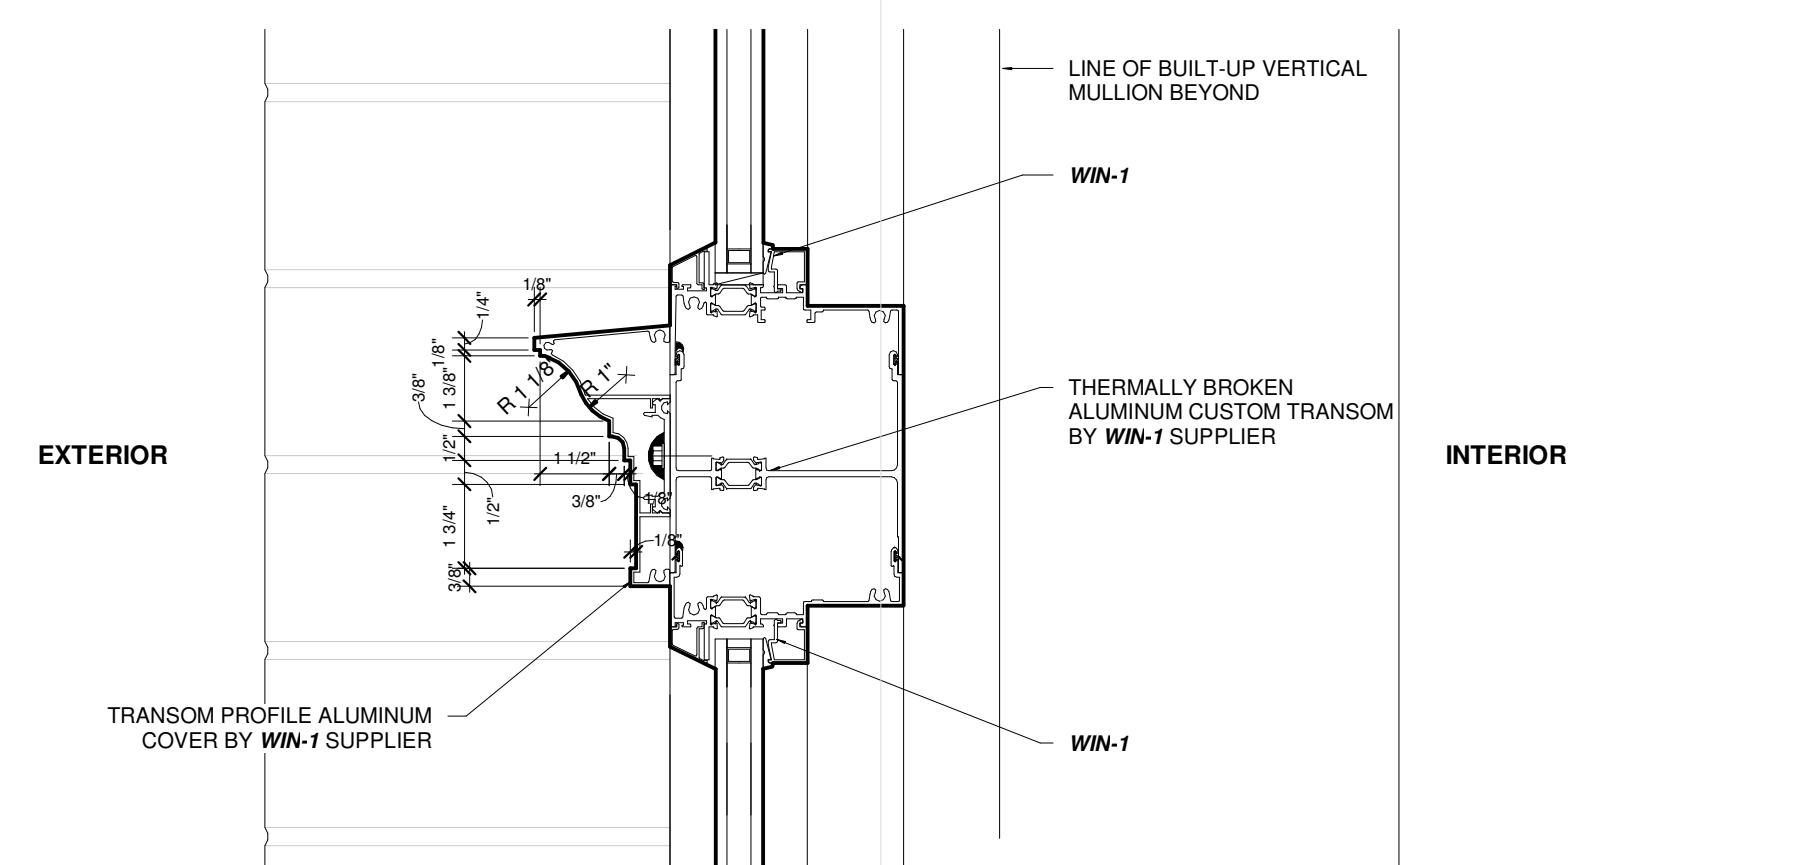 LINE OF BUILT-UP VERTICAL
MULLION BEYOND
WIN-1
1/8"
1/4"
1/8"
1 3/8"
3/8"
R 1 1/8"
R 1"
THERMALLY BROKEN
ALUMINUM CUSTOM TRANSOM
BY WIN-1 SUPPLIER
EXTERIOR
INTERIOR
1/2"
1 1/2"
3/8"
1/8"
1/2"
1 3/4"
1/8"
3/8"
TRANSOM PROFILE ALUMINUM
COVER BY WIN-1 SUPPLIER
WIN-1